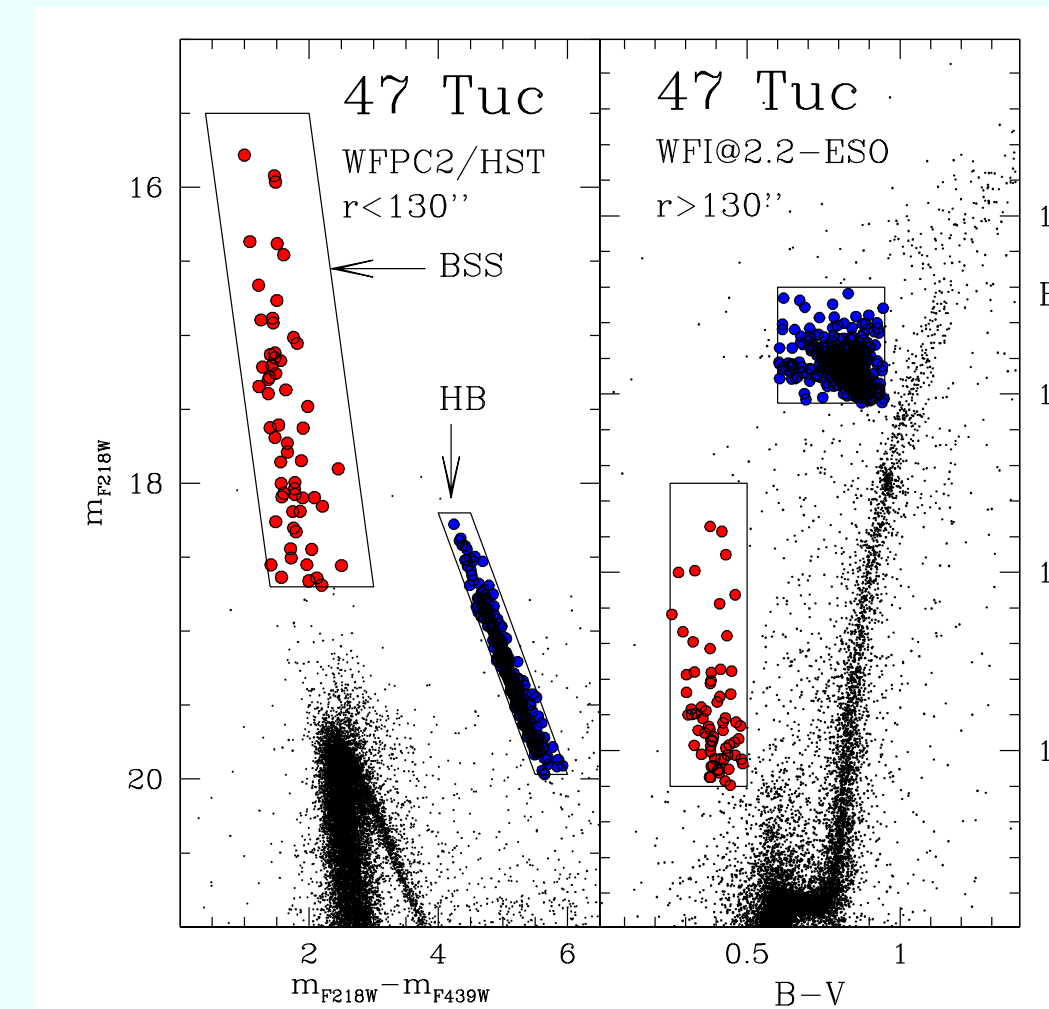 47 Tuc
WFPC2/HST
r<130’’
BSS
HB
16
18
20
m_F218W
2
4
6
m_F218W−m_F439W
47 Tuc
WFI@2.2−ESO
r>130’’
0.5
1
B−V